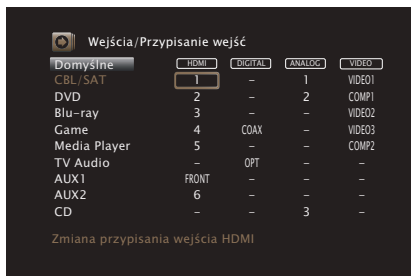 Wejścia/Przypisanie wejść
Domyślne HDMI DIGITAL ANALOG VIDEO
CBL/SAT 1 – 1 VIDEO1
DVD 2 – 2 COMP1
Blu-ray 3 – – VIDEO2
Game 4 COAX – VIDEO3
Media Player 5 – – COMP2
TV Audio – OPT – –
AUX1 FRONT – – –
AUX2 6 – – –
CD – – 3 –
Zmiana przypisania wejścia HDMI